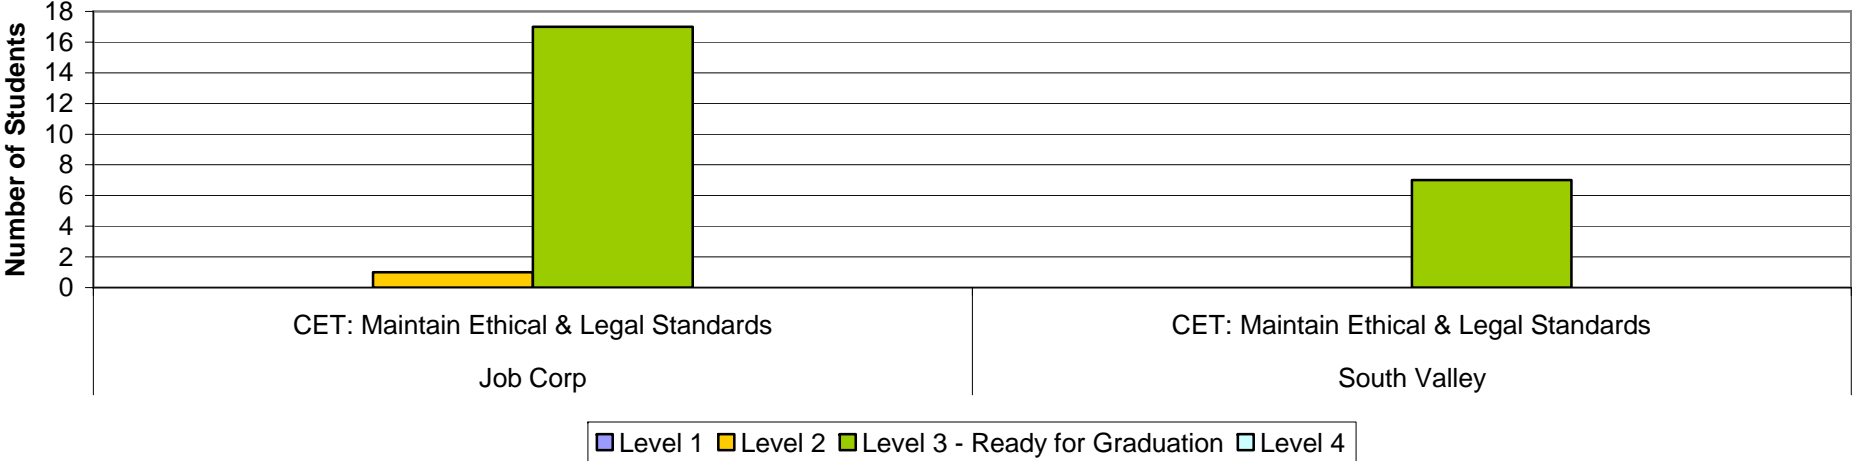 Number of Students
18
16
14
12
10
8
6
4
2
0
CET: Maintain Ethical & Legal Standards
CET: Maintain Ethical & Legal Standards
Job Corp
South Valley
Level 1 Level 2 Level 3 - Ready for Graduation Level 4